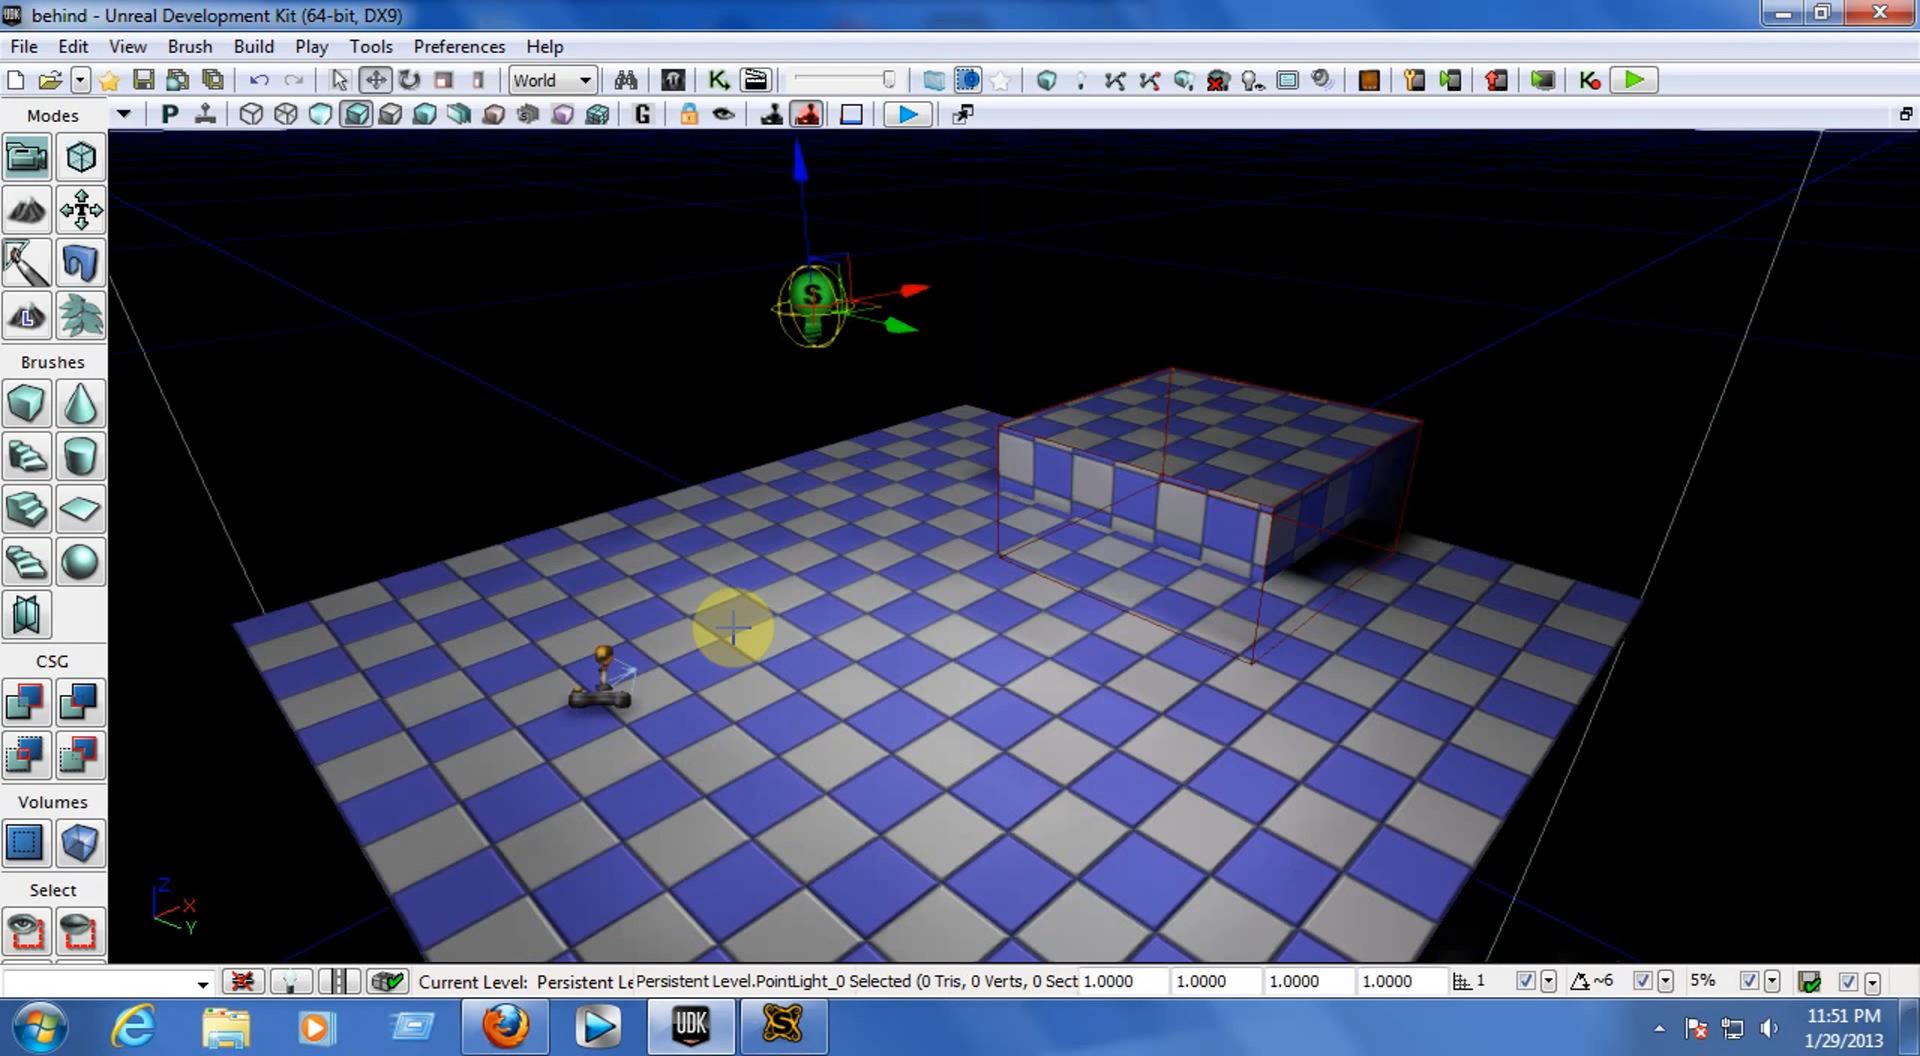 behind - Unreal Development Kit (64-bit, DX9)
File Edit View Brush Build Play Tools Preferences Help
World
Modes
P
G
S
L
Brushes
CSG
Volumes
Select
Z
X
Y
Current Level: Persistent Le Persistent Level.PointLight_0 Selected (0 Tris, 0 Verts, 0 Sect 1.0000 1.0000 1.0000 1.0000 1 ~6 5%
UDK
11:51 PM
1/29/2013